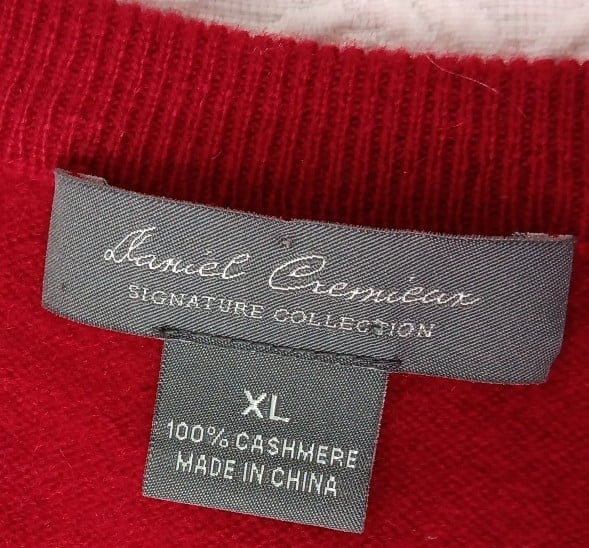 Daniel Cremieux
SIGNATURE COLLECTION
XL
100% CASHMERE
MADE IN CHINA